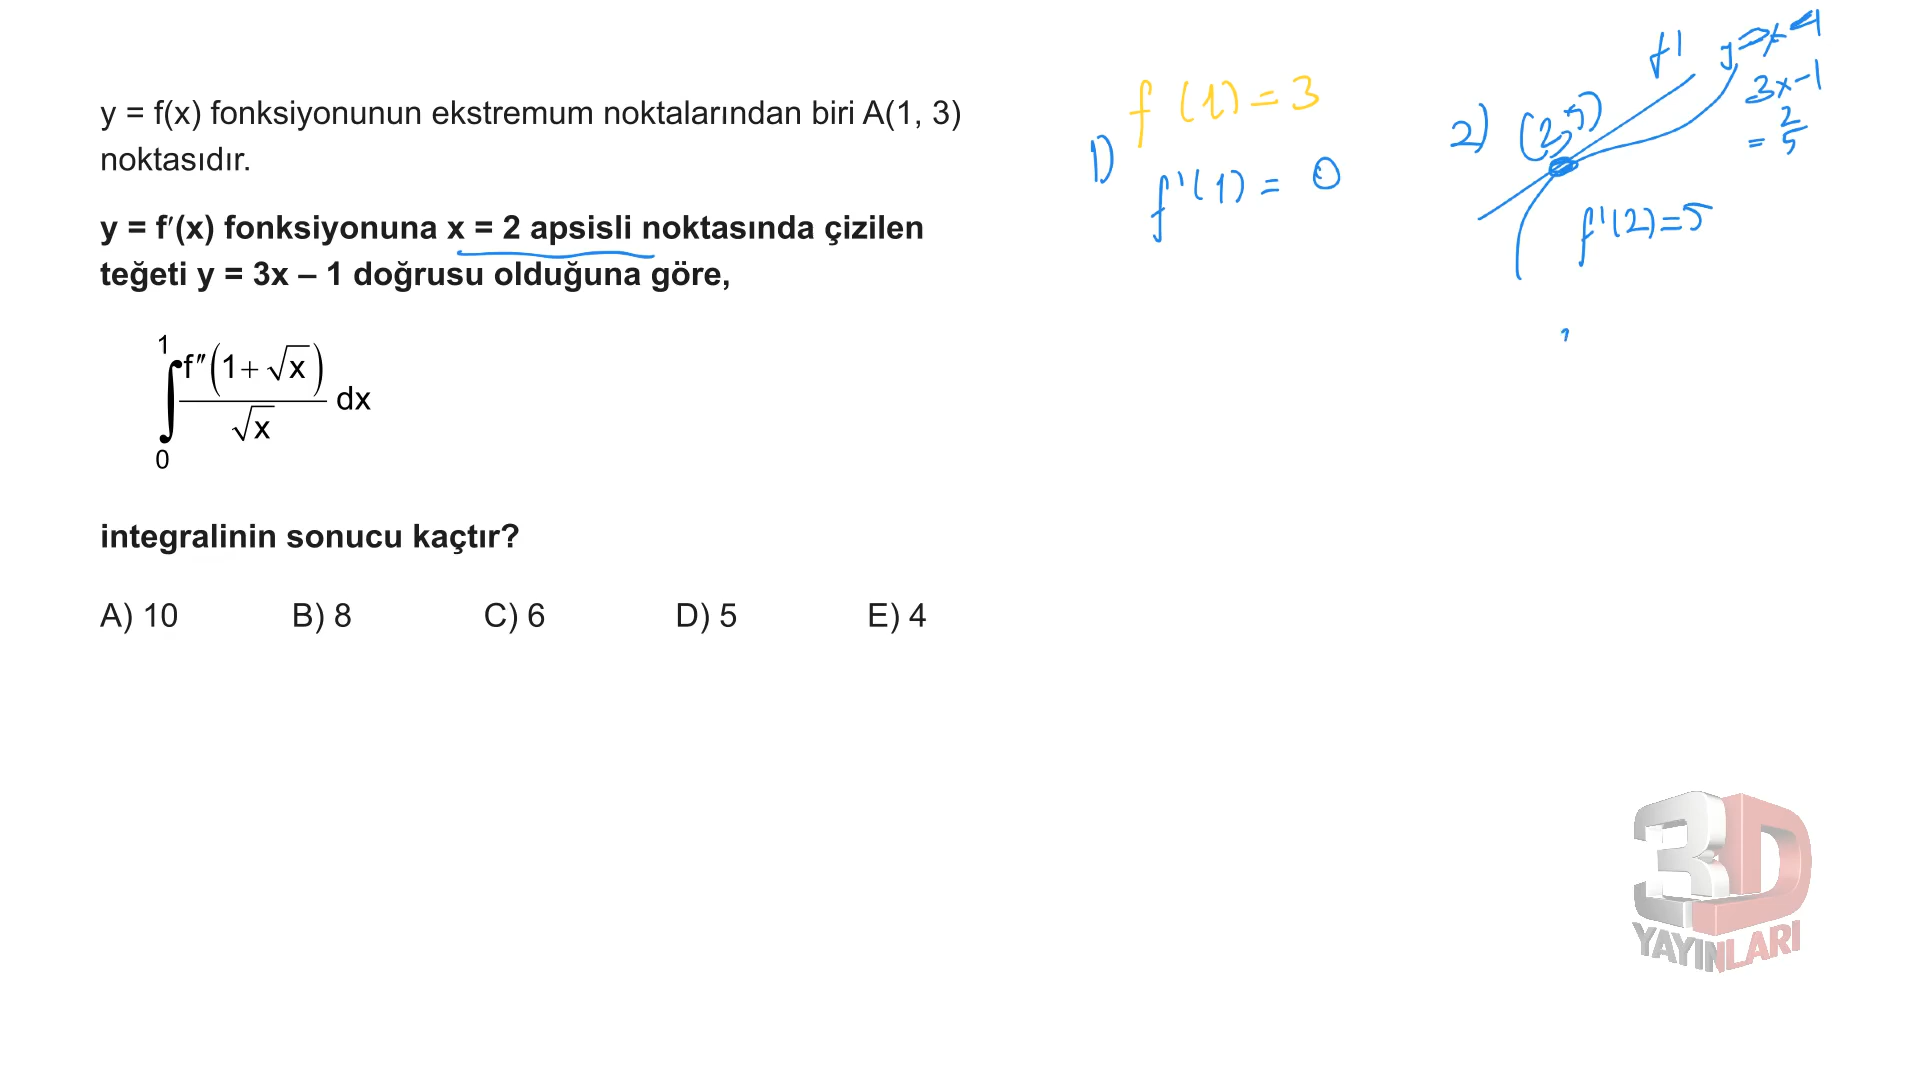 y = f(x) fonksiyonunun ekstremum noktalarından biri A(1, 3)
noktasıdır.
y = f′(x) fonksiyonuna x = 2 apsisli noktasında çizilen
teğeti y = 3x – 1 doğrusu olduğuna göre,
1
f″(1+ √x)
dx
√x
0
integralinin sonucu kaçtır?
A) 10 B) 8 C) 6 D) 5 E) 4
1)
f(1) = 3
f'(1) = 0
2) (2,5)
f'
3x-1
f'(2)=5
3D
YAYINLARI